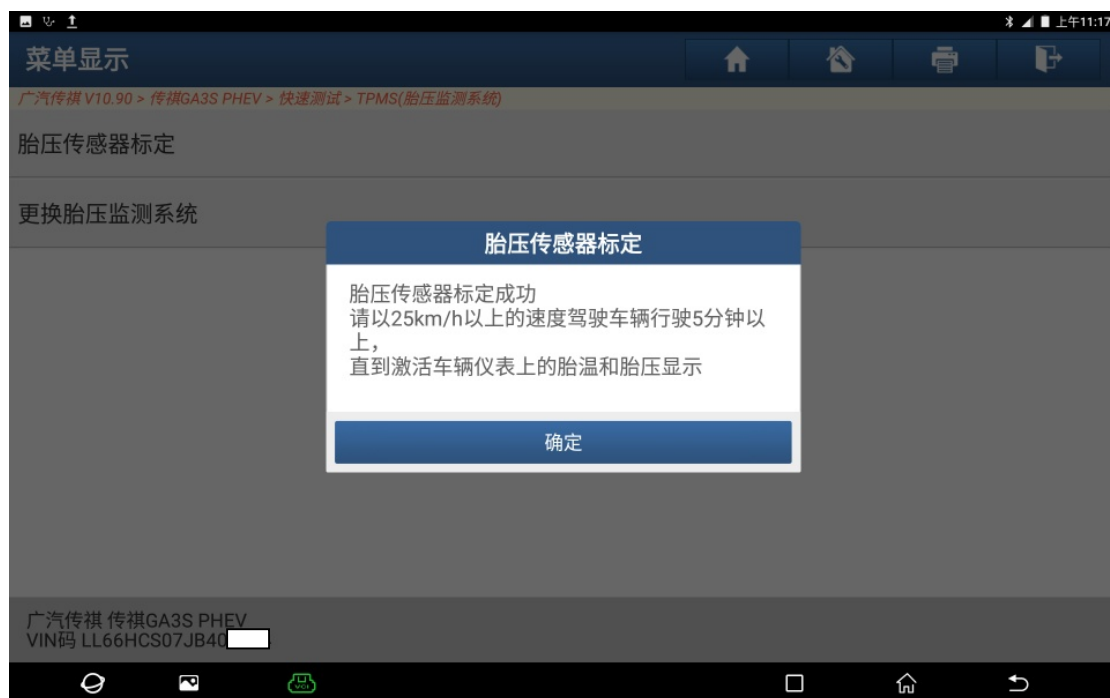 上午11:17
菜单显示
广汽传祺 V10.90 > 传祺GA3S PHEV > 快速测试 > TPMS(胎压监测系统)
胎压传感器标定
更换胎压监测系统
胎压传感器标定
胎压传感器标定成功
请以25km/h以上的速度驾驶车辆行驶5分钟以
上，
直到激活车辆仪表上的胎温和胎压显示
确定
广汽传祺 传祺GA3S PHEV
VIN码 LL66HCS07JB40
VCI